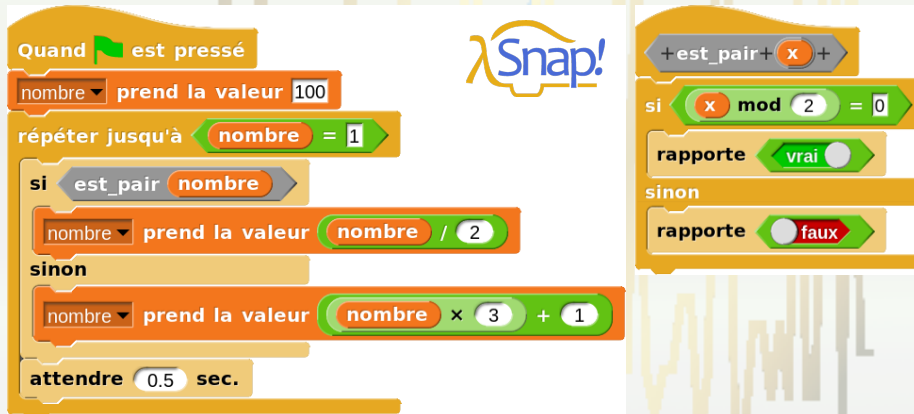 Quand est pressé
nombre prend la valeur 100
répéter jusqu'à nombre = 1
si est_pair nombre
nombre prend la valeur nombre / 2
sinon
nombre prend la valeur nombre × 3 + 1
attendre 0.5 sec.
λSnap!
+est_pair+ x +
si x mod 2 = 0
rapporte vrai
sinon
rapporte faux